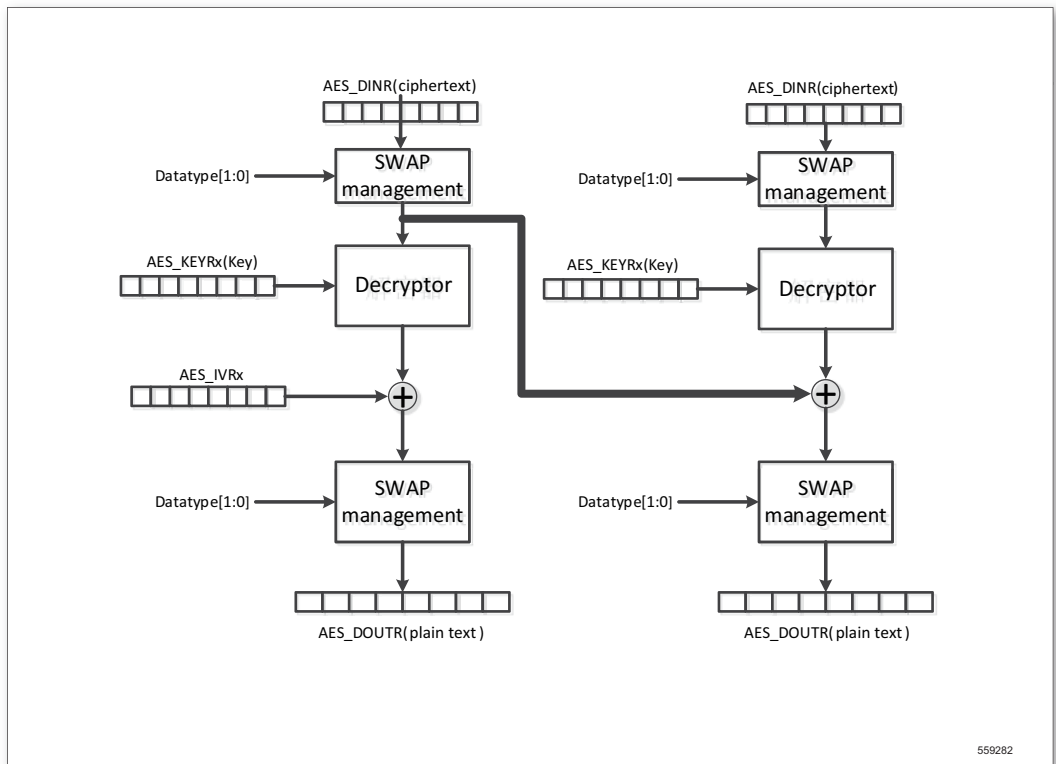 AES_DINR(ciphertext)
SWAP
management
Datatype[1:0]
AES_KEYRx(Key)
Decryptor
AES_IVRx
SWAP
management
Datatype[1:0]
AES_DOUTR(plain text)
AES_DINR(ciphertext)
SWAP
management
Datatype[1:0]
AES_KEYRx(Key)
Decryptor
SWAP
management
Datatype[1:0]
AES_DOUTR(plain text)
559282